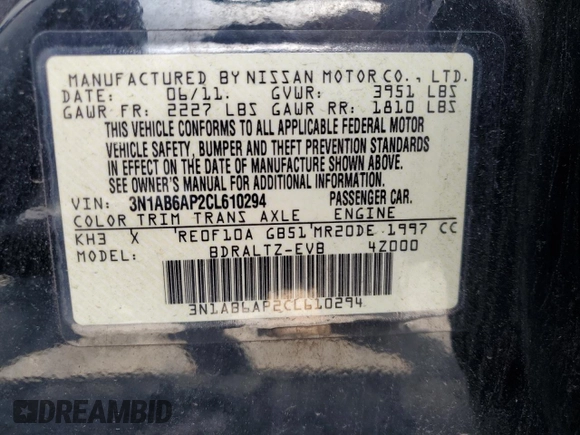 MANUFACTURED BY NISSAN MOTOR CO., LTD.
DATE: 06/11. GVWR: 3951 LBS
GAWR FR: 2227 LBS GAWR RR: 1810 LBS
THIS VEHICLE CONFORMS TO ALL APPLICABLE FEDERAL MOTOR
VEHICLE SAFETY, BUMPER AND THEFT PREVENTION STANDARDS
IN EFFECT ON THE DATE OF MANUFACTURE SHOWN ABOVE.
SEE OWNER'S MANUAL FOR ADDITIONAL INFORMATION.
VIN: 3N1AB6AP2CL610294 PASSENGER CAR.
COLOR TRIM TRANS AXLE ENGINE
KH3 X RE0F10A GB51 MR20DE 1997 CC
MODEL: BDRALTZ-EVB 4Z000
3N1AB6AP2CL610294
DREAMBID